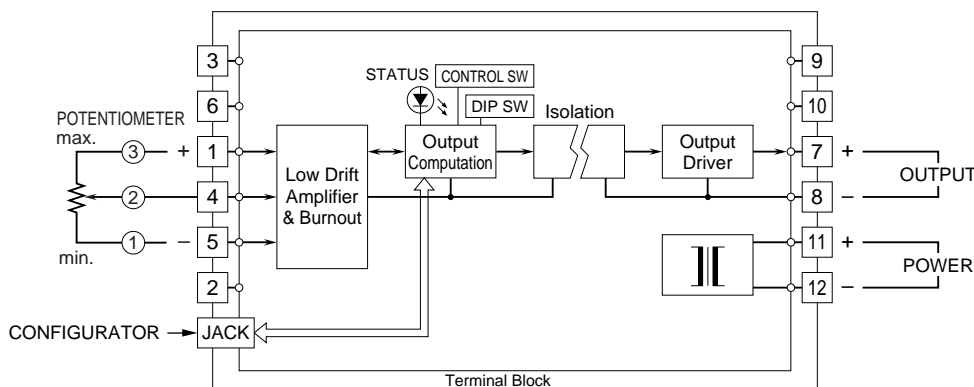 3
9
STATUS
CONTROL SW
6
DIP SW
10
Isolation
POTENTIOMETER
max.
3
+
1
Output
Computation
Output
Driver
7
+
Low Drift
Amplifier
& Burnout
2
4
8
–
OUTPUT
1
–
5
min.
11
+
2
POWER
12
–
CONFIGURATOR
JACK
Terminal Block